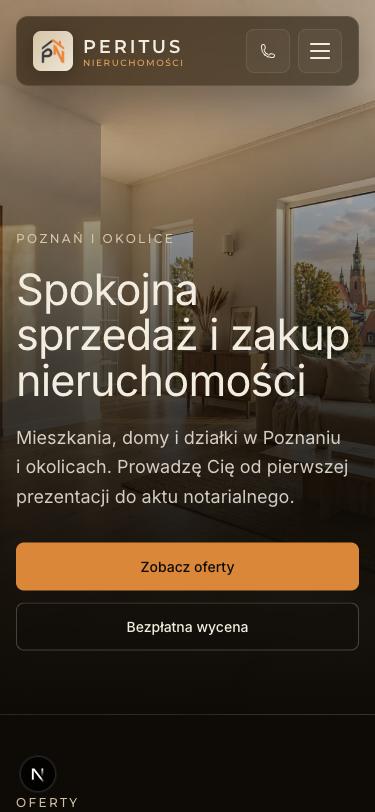 PN
PERITUS
NIERUCHOMOŚCI
POZNAŃ I OKOLICE
Spokojna
sprzedaż i zakup
nieruchomości
Mieszkania, domy i działki w Poznaniu
i okolicach. Prowadzę Cię od pierwszej
prezentacji do aktu notarialnego.
Zobacz oferty
Bezpłatna wycena
N
OFERTY